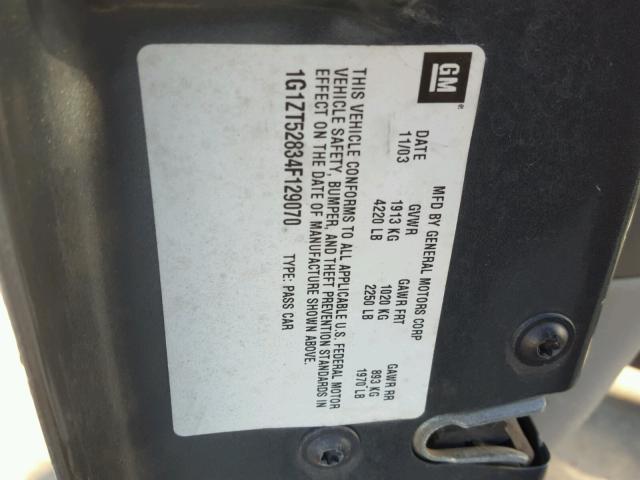 GM®
MFD BY GENERAL MOTORS CORP
DATE GVWR GAWR FRT GAWR RR
11/03 1913 KG 1020 KG 893 KG
4220 LB 2250 LB 1970 LB
THIS VEHICLE CONFORMS TO ALL APPLICABLE U.S. FEDERAL MOTOR
VEHICLE SAFETY, BUMPER, AND THEFT PREVENTION STANDARDS IN
EFFECT ON THE DATE OF MANUFACTURE SHOWN ABOVE.
1G1ZT52834F129070 TYPE: PASS CAR